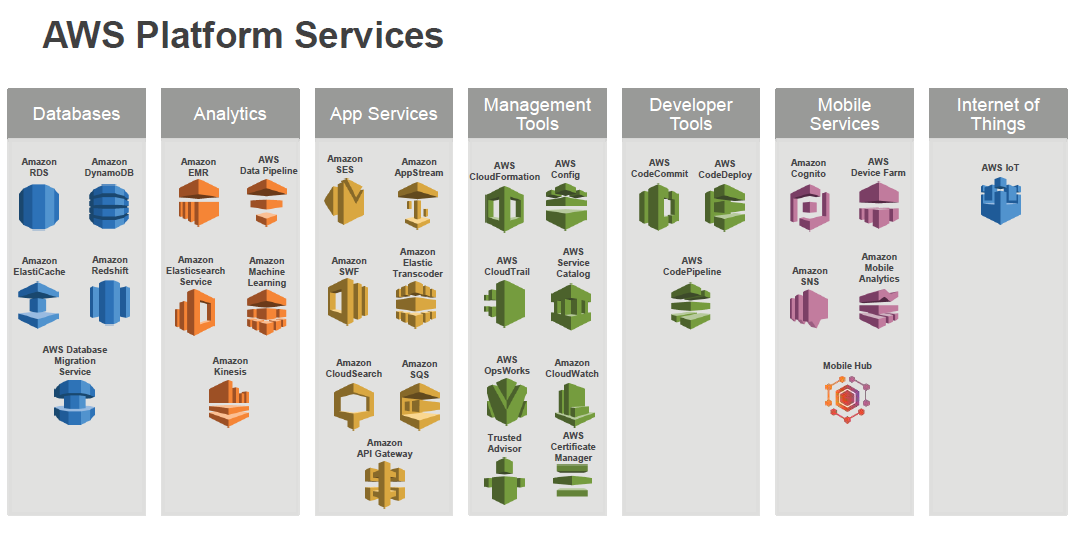 AWS Platform Services
Databases
Amazon
RDS
Amazon
DynamoDB
Amazon
ElastiCache
Amazon
Redshift
AWS Database
Migration
Service
Analytics
Amazon
EMR
AWS
Data Pipeline
Amazon
Elasticsearch
Service
Amazon
Machine
Learning
Amazon
Kinesis
App Services
Amazon
SES
Amazon
AppStream
Amazon
SWF
Amazon
Elastic
Transcoder
Amazon
CloudSearch
Amazon
SQS
Amazon
API Gateway
Management
Tools
AWS
CloudFormation
AWS
Config
AWS
CloudTrail
AWS
Service
Catalog
AWS
OpsWorks
Amazon
CloudWatch
Trusted
Advisor
AWS
Certificate
Manager
Developer
Tools
AWS
CodeCommit
AWS
CodeDeploy
AWS
CodePipeline
Mobile
Services
Amazon
Cognito
AWS
Device Farm
Amazon
SNS
Amazon
Mobile
Analytics
Mobile Hub
Internet of
Things
AWS IoT